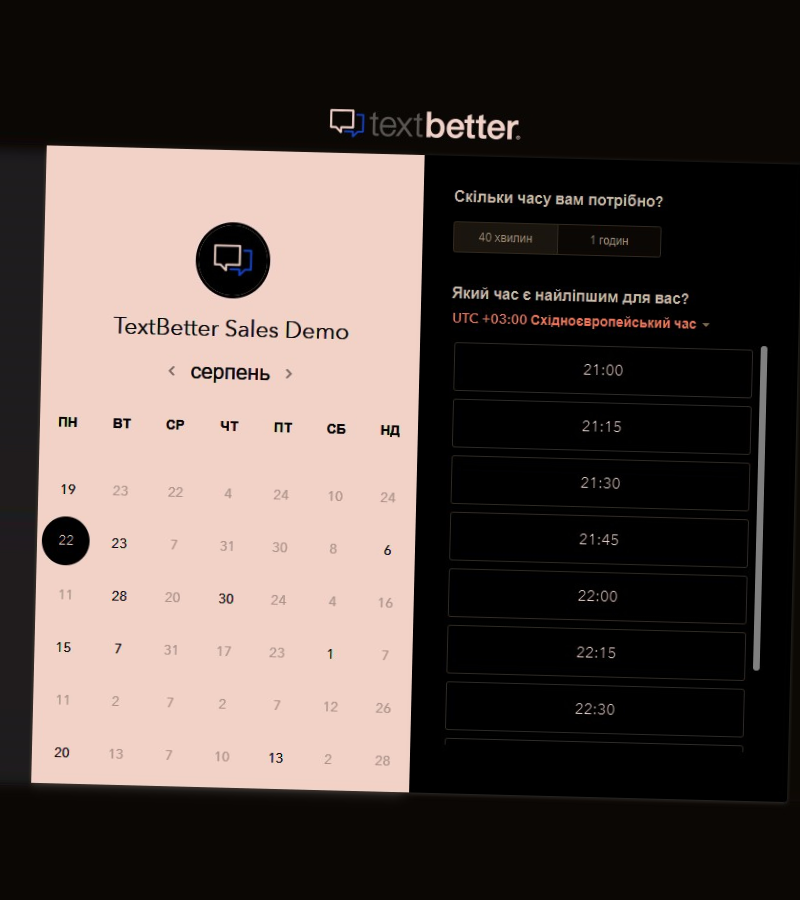 textbetter.
TextBetter Sales Demo
серпень
ПН ВТ СР ЧТ ПТ СБ НД
19 23 22 4 24 10 24
22 23 7 31 30 8 6
11 28 20 30 24 4 16
15 7 31 17 23 1 7
11 2 7 2 7 12 26
20 13 7 10 13 2 28
Скільки часу вам потрібно?
40 хвилин 1 годин
Який час є найліпшим для вас?
UTC +03:00 Східноєвропейський час
21:00
21:15
21:30
21:45
22:00
22:15
22:30